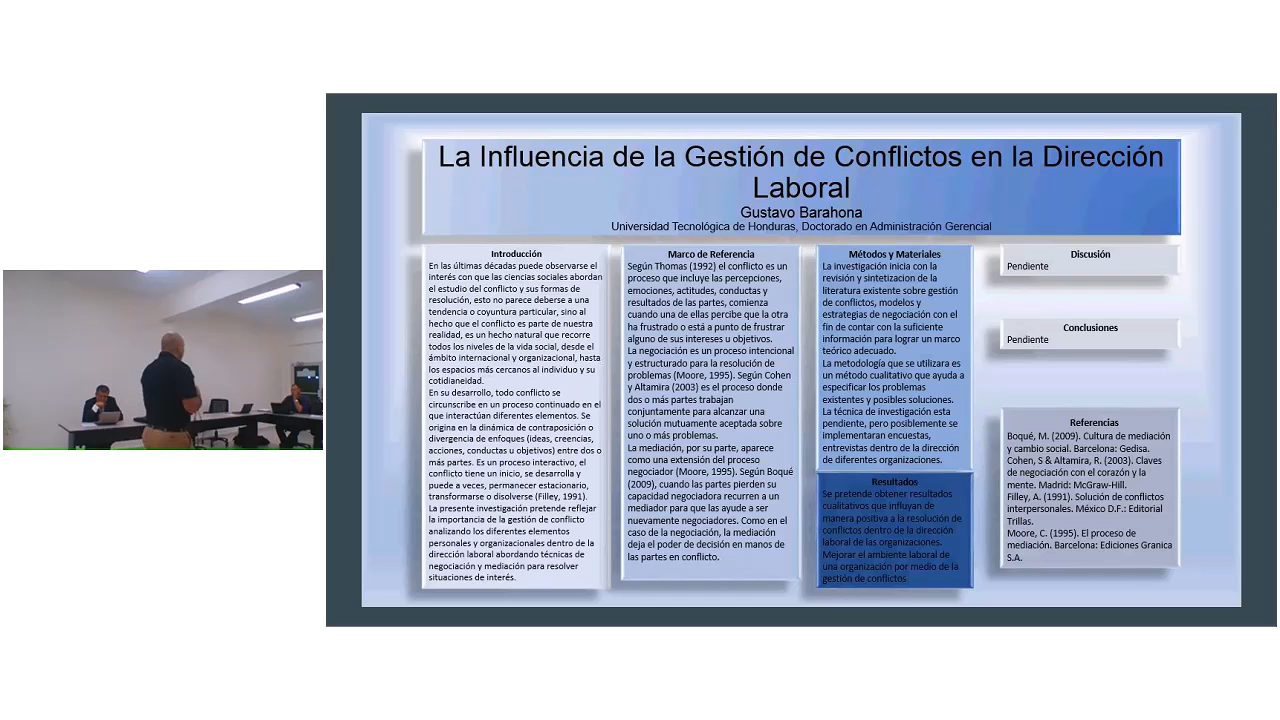 La Influencia de la Gestión de Conflictos en la Dirección
Laboral
Gustavo Barahona
Universidad Tecnológica de Honduras, Doctorado en Administración Gerencial
Introducción
En las últimas décadas puede observarse el
interés con que las ciencias sociales abordan
el estudio del conflicto y sus formas de
resolución, esto no parece deberse a una
tendencia o coyuntura particular, sino al
hecho que el conflicto es parte de nuestra
realidad, es un hecho natural que recorre
todos los niveles de la vida social, desde el
ámbito internacional y organizacional, hasta
los espacios más cercanos al individuo y su
cotidianeidad.
En su desarrollo, todo conflicto se
circunscribe en un proceso continuado en el
que interactúan diferentes elementos. Se
origina en la dinámica de contraposición o
divergencia de enfoques (ideas, creencias,
acciones, conductas u objetivos) entre dos o
más partes. Es un proceso interactivo, el
conflicto tiene un inicio, se desarrolla y
puede a veces, permanecer estacionario,
transformarse o disolverse (Filley, 1991).
La presente investigación pretende reflejar
la importancia de la gestión de conflicto
analizando los diferentes elementos
personales y organizacionales dentro de la
dirección laboral abordando técnicas de
negociación y mediación para resolver
situaciones de interés.
Marco de Referencia
Según Thomas (1992) el conflicto es un
proceso que incluye las percepciones,
emociones, actitudes, conductas y
resultados de las partes, comienza
cuando una de ellas percibe que la otra
ha frustrado o está a punto de frustrar
alguno de sus intereses u objetivos.
La negociación es un proceso intencional
y estructurado para la resolución de
problemas (Moore, 1995). Según Cohen
y Altamira (2003) es el proceso donde
dos o más partes trabajan
conjuntamente para alcanzar una
solución mutuamente aceptada sobre
uno o más problemas.
La mediación, por su parte, aparece
como una extensión del proceso
negociador (Moore, 1995). Según Boqué
(2009), cuando las partes pierden su
capacidad negociadora recurren a un
mediador para que las ayude a ser
nuevamente negociadores. Como en el
caso de la negociación, la mediación
deja el poder de decisión en manos de
las partes en conflicto.
Métodos y Materiales
La investigación inicia con la
revisión y sintetización de la
literatura existente sobre gestión
de conflictos, modelos y
estrategias de negociación con el
fin de contar con la suficiente
información para lograr un marco
teórico adecuado.
La metodología que se utilizara es
un método cualitativo que ayuda a
especificar los problemas
existentes y posibles soluciones.
La técnica de investigación esta
pendiente, pero posiblemente se
implementaran encuestas,
entrevistas dentro de la dirección
de diferentes organizaciones.
Resultados
Se pretende obtener resultados
cualitativos que influyan de
manera positiva a la resolución de
conflictos dentro de la dirección
laboral de las organizaciones.
Mejorar el ambiente laboral de
una organización por medio de la
gestión de conflictos
Discusión
Pendiente
Conclusiones
Pendiente
Referencias
Boqué, M. (2009). Cultura de mediación
y cambio social. Barcelona: Gedisa.
Cohen, S & Altamira, R. (2003). Claves
de negociación con el corazón y la
mente. Madrid: McGraw-Hill.
Filley, A. (1991). Solución de conflictos
interpersonales. México D.F.: Editorial
Trillas.
Moore, C. (1995). El proceso de
mediación. Barcelona: Ediciones Granica
S.A.